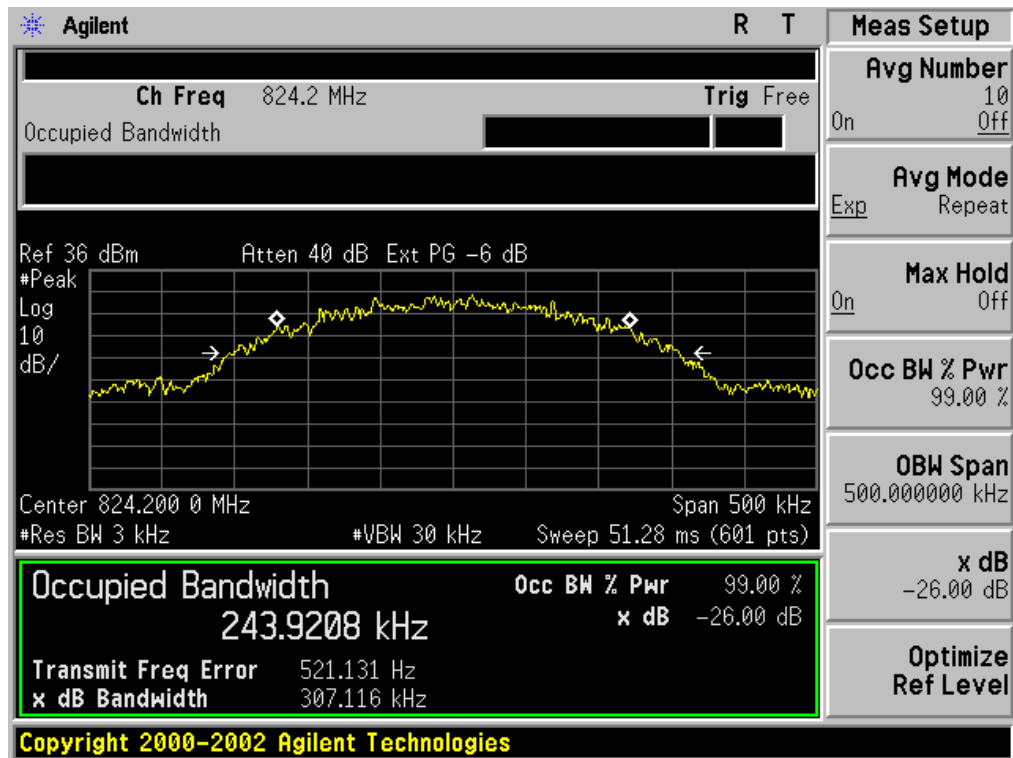 Agilent R T
Ch Freq 824.2 MHz Trig Free
Occupied Bandwidth
Ref 36 dBm Atten 40 dB Ext PG -6 dB
#Peak
Log
10
dB/
Center 824.200 0 MHz Span 500 kHz
#Res BW 3 kHz #VBW 30 kHz Sweep 51.28 ms (601 pts)
Occupied Bandwidth Occ BW % Pwr 99.00 %
243.9208 kHz x dB -26.00 dB
Transmit Freq Error 521.131 Hz
x dB Bandwidth 307.116 kHz
Copyright 2000-2002 Agilent Technologies
Meas Setup
Avg Number
10
On Off
Avg Mode
Exp Repeat
Max Hold
On Off
Occ BW % Pwr
99.00 %
OBW Span
500.000000 kHz
x dB
-26.00 dB
Optimize
Ref Level